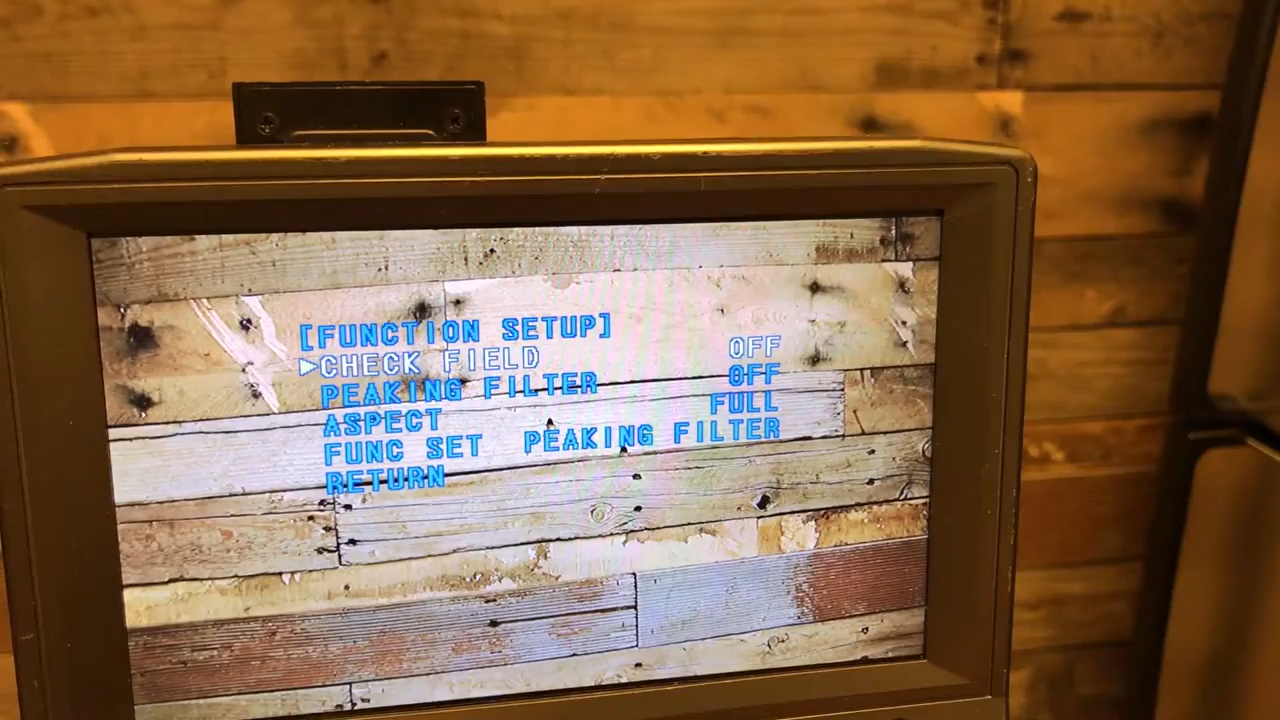 [FUNCTION SETUP]
▶CHECK FIELD OFF
PEAKING FILTER OFF
ASPECT FULL
FUNC SET PEAKING FILTER
RETURN